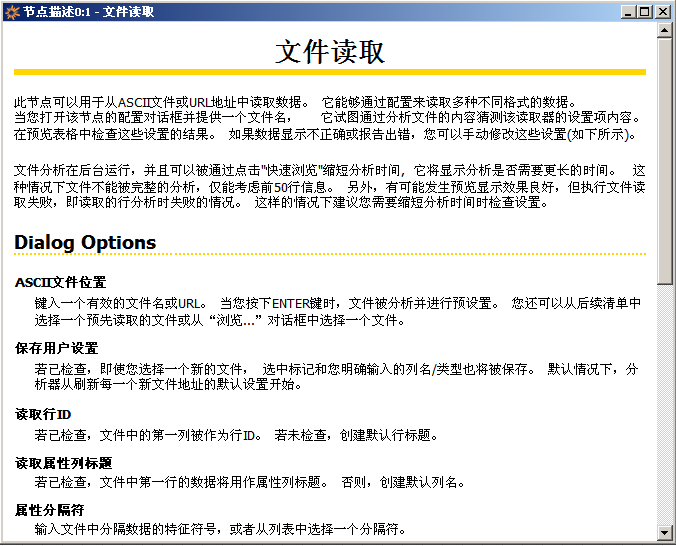 节点描述0:1 - 文件读取
文件读取
此节点可以用于从ASCII文件或URL地址中读取数据。 它能够通过配置来读取多种不同格式的数据。
当您打开该节点的配置对话框并提供一个文件名， 它试图通过分析文件的内容猜测该读取器的设置项内容。
在预览表格中检查这些设置的结果。 如果数据显示不正确或报告出错，您可以手动修改这些设置(如下所示)。
文件分析在后台运行，并且可以被通过点击"快速浏览"缩短分析时间，它将显示分析是否需要更长的时间。 这
种情况下文件不能被完整的分析，仅能考虑前50行信息。 另外，有可能发生预览显示效果良好，但执行文件读
取失败，即读取的行分析时失败的情况。 这样的情况下建议您需要缩短分析时间时检查设置。
Dialog Options
ASCII文件位置
键入一个有效的文件名或URL。 当您按下ENTER键时，文件被分析并进行预设置。 您还可以从后续清单中
选择一个预先读取的文件或从“浏览...”对话框中选择一个文件。
保存用户设置
若已检查，即使您选择一个新的文件， 选中标记和您明确输入的列名/类型也将被保存。 默认情况下，分
析器从刷新每一个新文件地址的默认设置开始。
读取行ID
若已检查，文件中的第一列被作为行ID。 若未检查，创建默认行标题。
读取属性列标题
若已检查，文件中第一行的数据将用作属性列标题。 否则，创建默认列名。
属性分隔符
输入文件中分隔数据的特征符号，或者从列表中选择一个分隔符。